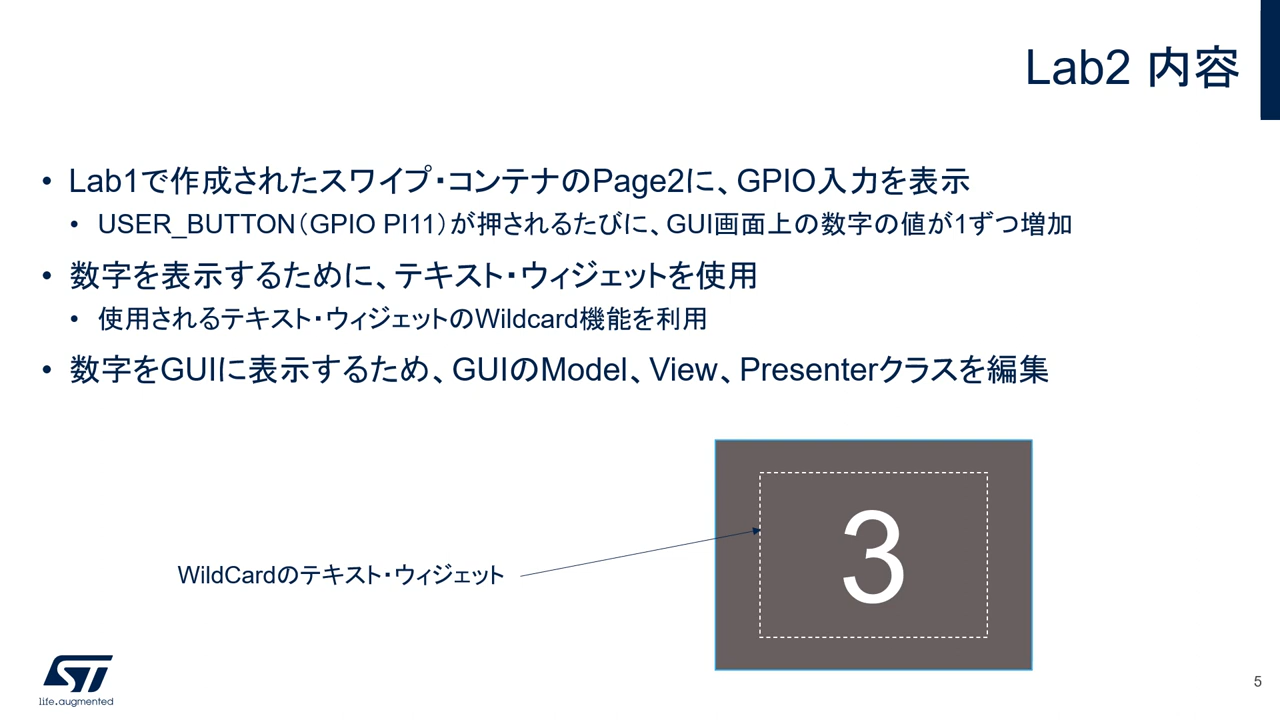 Lab2 内容
• Lab1で作成されたスワイプ・コンテナのPage2に、GPIO入力を表示
• USER_BUTTON（GPIO PI11）が押されるたびに、GUI画面上の数字の値が1ずつ増加
• 数字を表示するために、テキスト・ウィジェットを使用
• 使用されるテキスト・ウィジェットのWildcard機能を利用
• 数字をGUIに表示するため、GUIのModel、View、Presenterクラスを編集
3
WildCardのテキスト・ウィジェット
ST
life.augmented
5